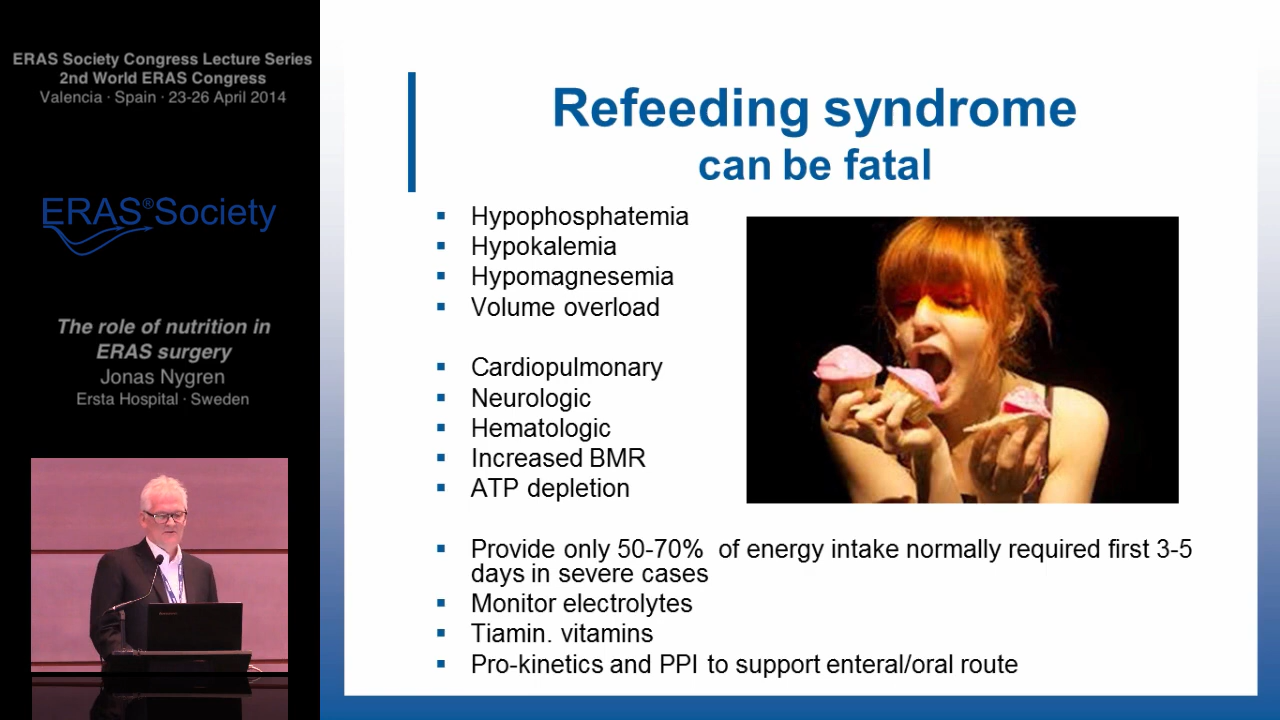 ERAS Society Congress Lecture Series
2nd World ERAS Congress
Valencia · Spain · 23-26 April 2014
ERAS®Society
The role of nutrition in
ERAS surgery
Jonas Nygren
Ersta Hospital · Sweden
Refeeding syndrome
can be fatal
▪ Hypophosphatemia
▪ Hypokalemia
▪ Hypomagnesemia
▪ Volume overload
▪ Cardiopulmonary
▪ Neurologic
▪ Hematologic
▪ Increased BMR
▪ ATP depletion
▪ Provide only 50-70% of energy intake normally required first 3-5
days in severe cases
▪ Monitor electrolytes
▪ Tiamin. vitamins
▪ Pro-kinetics and PPI to support enteral/oral route